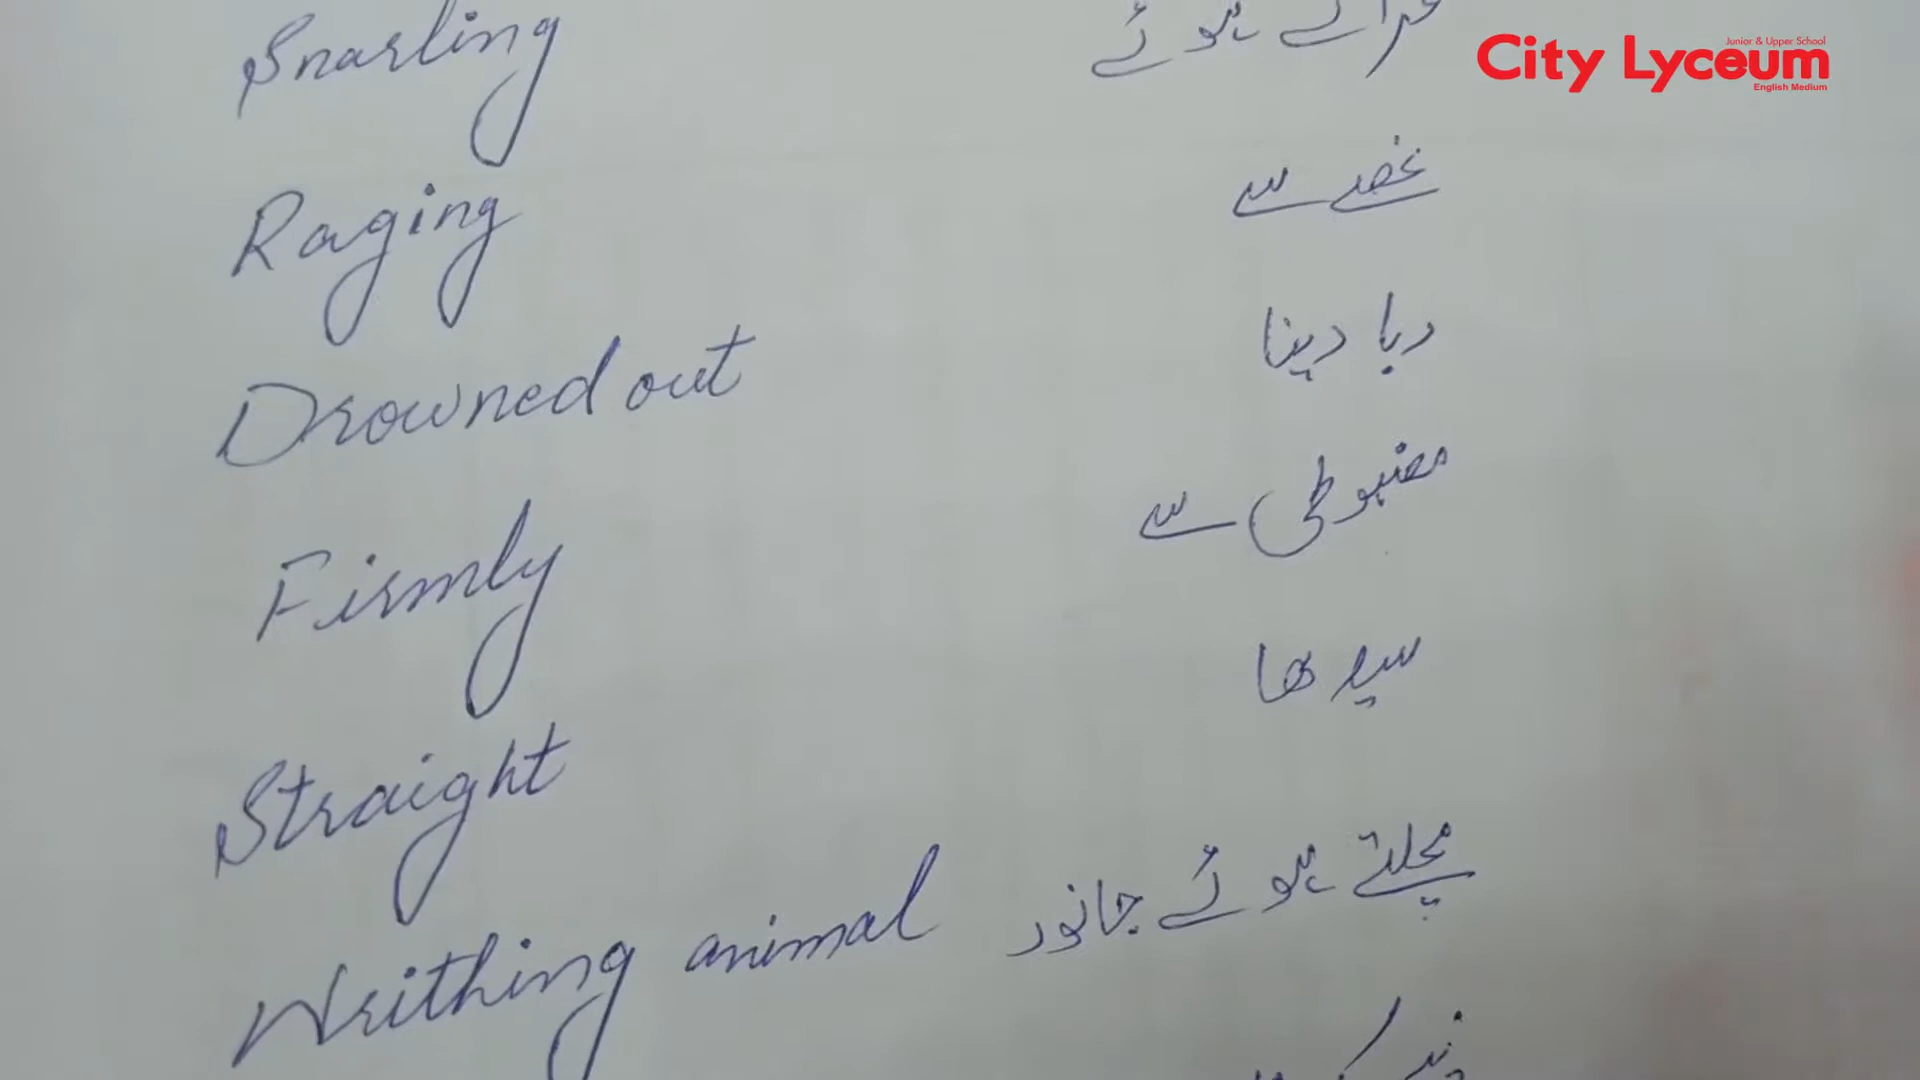 Junior & Upper School
City Lyceum
English Medium
Snarling ہوئے
Raging غصے سے
Drowned out دبا دینا
Firmly مضبوطی سے
Straight سیدھا
Writhing animal مچلتے ہوئے جانور